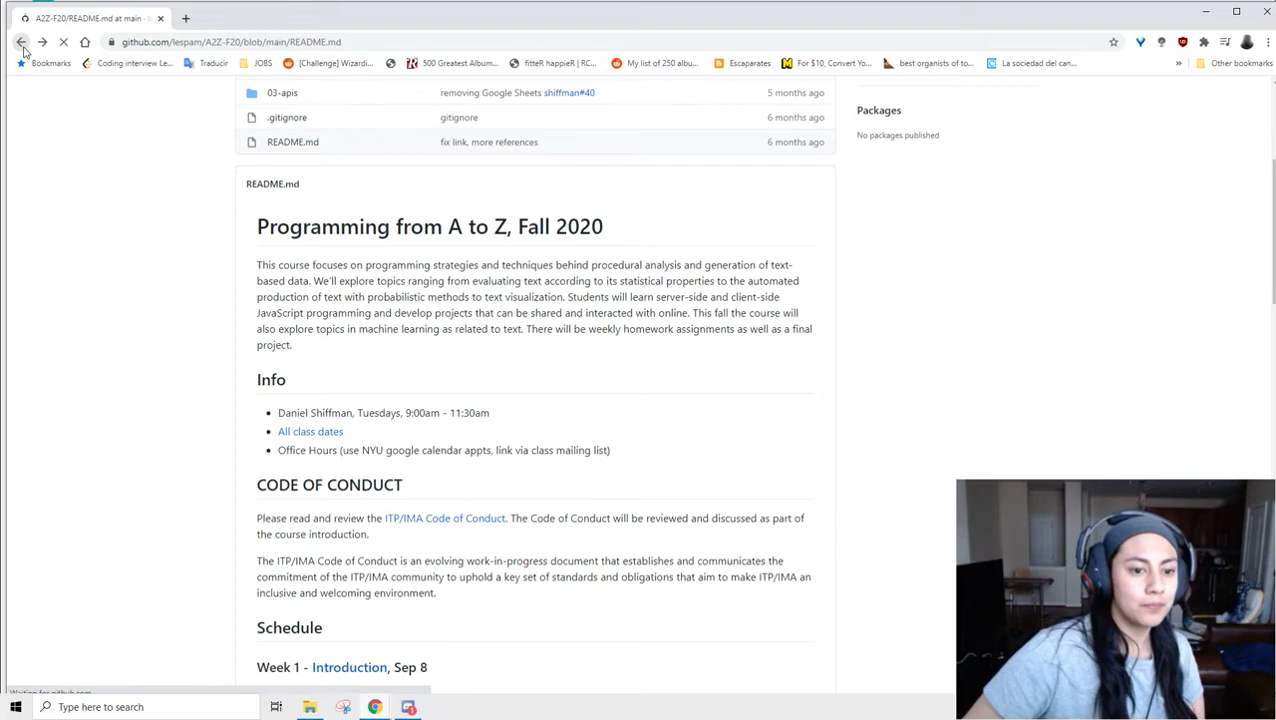 A2Z-F20/README.md at main ·
github.com/lespam/A2Z-F20/blob/main/README.md
Bookmarks
Coding interview Le...
Traducir
JOBS
[Challenge] Wizardi...
500 Greatest Album...
fitteR happieR | RC...
My list of 250 album...
Escaparates
For $10, Convert Yo...
best organists of to...
La sociedad del can...
»
Other bookmarks
03-apis
removing Google Sheets shiffman#40
5 months ago
Packages
.gitignore
gitignore
6 months ago
No packages published
README.md
fix link, more references
6 months ago
README.md
Programming from A to Z, Fall 2020
This course focuses on programming strategies and techniques behind procedural analysis and generation of text-
based data. We'll explore topics ranging from evaluating text according to its statistical properties to the automated
production of text with probabilistic methods to text visualization. Students will learn server-side and client-side
JavaScript programming and develop projects that can be shared and interacted with online. This fall the course will
also explore topics in machine learning as related to text. There will be weekly homework assignments as well as a final
project.
Info
• Daniel Shiffman, Tuesdays, 9:00am - 11:30am
• All class dates
• Office Hours (use NYU google calendar appts, link via class mailing list)
CODE OF CONDUCT
Please read and review the ITP/IMA Code of Conduct. The Code of Conduct will be reviewed and discussed as part of
the course introduction.
The ITP/IMA Code of Conduct is an evolving work-in-progress document that establishes and communicates the
commitment of the ITP/IMA community to uphold a key set of standards and obligations that aim to make ITP/IMA an
inclusive and welcoming environment.
Schedule
Week 1 - Introduction, Sep 8
Type here to search